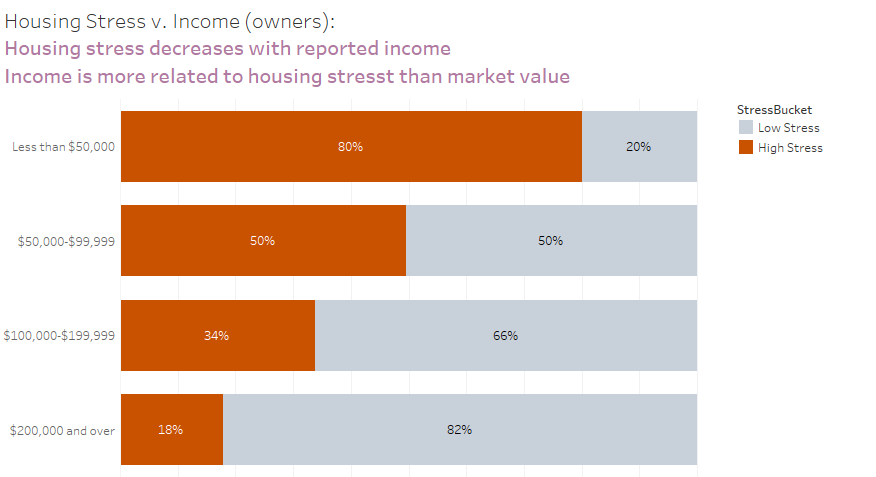 Housing Stress v. Income (owners):
Housing stress decreases with reported income
Income is more related to housing stresst than market value
StressBucket
Low Stress
High Stress
Less than $50,000
80%
20%
$50,000-$99,999
50%
50%
$100,000-$199,999
34%
66%
$200,000 and over
18%
82%